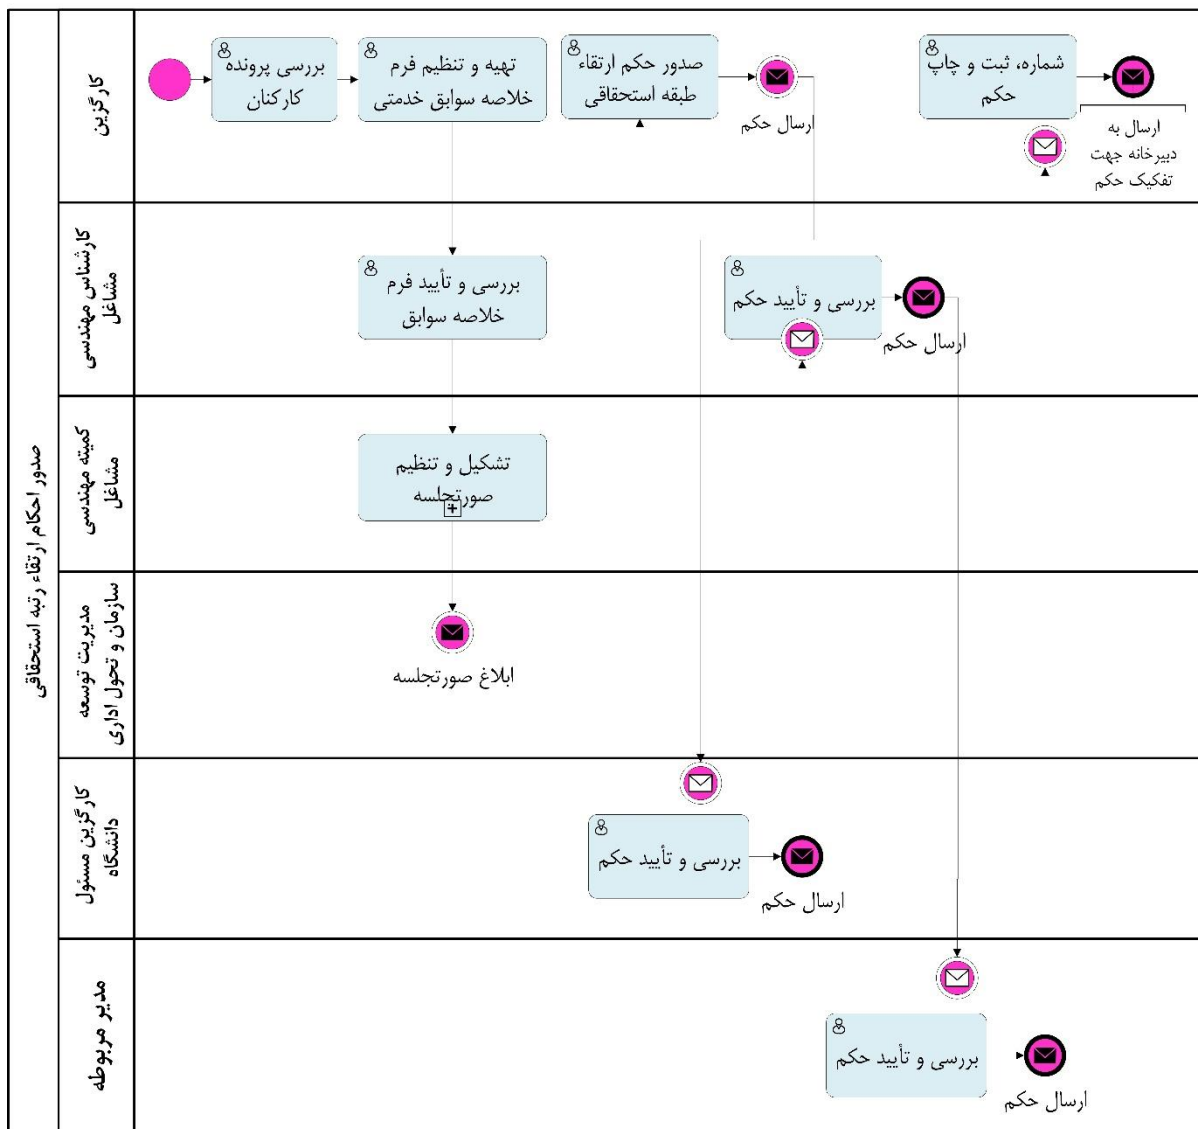 صدور احکام ارتقاء رتبه استحقاقی
کارگزین
بررسی پرونده
کارکنان
تهیه و تنظیم فرم
خلاصه سوابق خدمتی
صدور حکم ارتقاء
طبقه استحقاقی
ارسال حکم
شماره، ثبت و چاپ
حکم
ارسال به
دبیرخانه جهت
تفکیک حکم
کارشناس مهندسی
مشاغل
بررسی و تأیید فرم
خلاصه سوابق
بررسی و تأیید حکم
ارسال حکم
کمیته مهندسی
مشاغل
تشکیل و تنظیم
صورتجلسه
مدیریت توسعه
سازمان و تحول اداری
ابلاغ صورتجلسه
کارگزین مسئول
دانشگاه
بررسی و تأیید حکم
ارسال حکم
مدیر مربوطه
بررسی و تأیید حکم
ارسال حکم